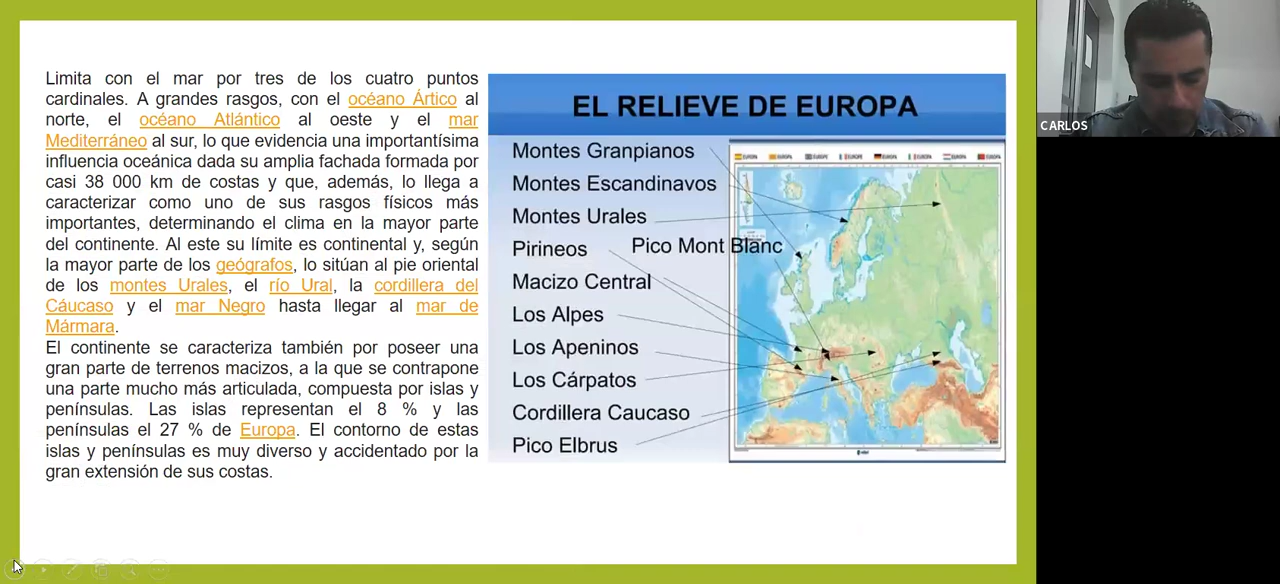 Limita con el mar por tres de los cuatro puntos
cardinales. A grandes rasgos, con el océano Ártico al
norte, el océano Atlántico al oeste y el mar
Mediterráneo al sur, lo que evidencia una importantísima
influencia oceánica dada su amplia fachada formada por
casi 38 000 km de costas y que, además, lo llega a
caracterizar como uno de sus rasgos físicos más
importantes, determinando el clima en la mayor parte
del continente. Al este su límite es continental y, según
la mayor parte de los geógrafos, lo sitúan al pie oriental
de los montes Urales, el río Ural, la cordillera del
Cáucaso y el mar Negro hasta llegar al mar de
Mármara.
El continente se caracteriza también por poseer una
gran parte de terrenos macizos, a la que se contrapone
una parte mucho más articulada, compuesta por islas y
penínsulas. Las islas representan el 8 % y las
penínsulas el 27 % de Europa. El contorno de estas
islas y penínsulas es muy diverso y accidentado por la
gran extensión de sus costas.
EL RELIEVE DE EUROPA
Montes Granpianos
Montes Escandinavos
Montes Urales
Pirineos
Pico Mont Blanc
Macizo Central
Los Alpes
Los Apeninos
Los Cárpatos
Cordillera Caucaso
Pico Elbrus
CARLOS